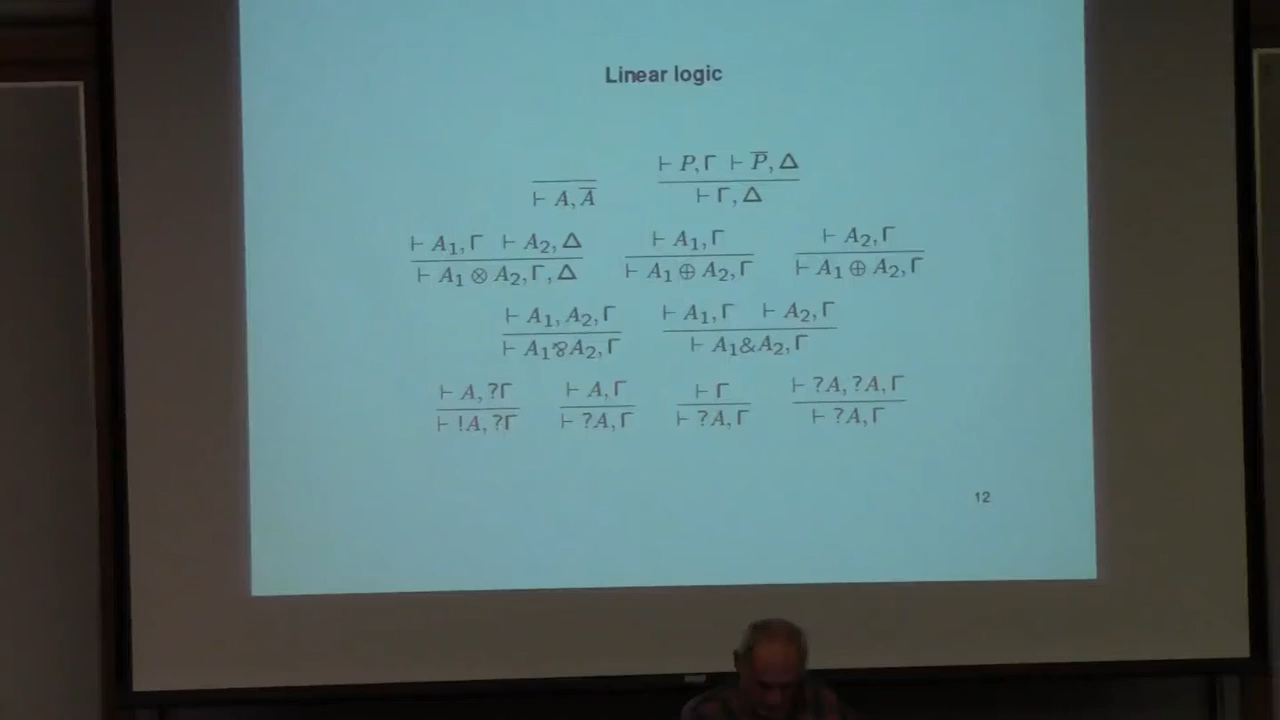 Linear logic
⊢ P, Γ ⊢ P̅, Δ
⊢ A, A̅ ⊢ Γ, Δ
⊢ A₁, Γ ⊢ A₂, Δ ⊢ A₁, Γ ⊢ A₂, Γ
⊢ A₁ ⊗ A₂, Γ, Δ ⊢ A₁ ⊕ A₂, Γ ⊢ A₁ ⊕ A₂, Γ
⊢ A₁, A₂, Γ ⊢ A₁, Γ ⊢ A₂, Γ
⊢ A₁⅋A₂, Γ ⊢ A₁&A₂, Γ
⊢ A, ?Γ ⊢ A, Γ ⊢ Γ ⊢ ?A, ?A, Γ
⊢ !A, ?Γ ⊢ ?A, Γ ⊢ ?A, Γ ⊢ ?A, Γ
12